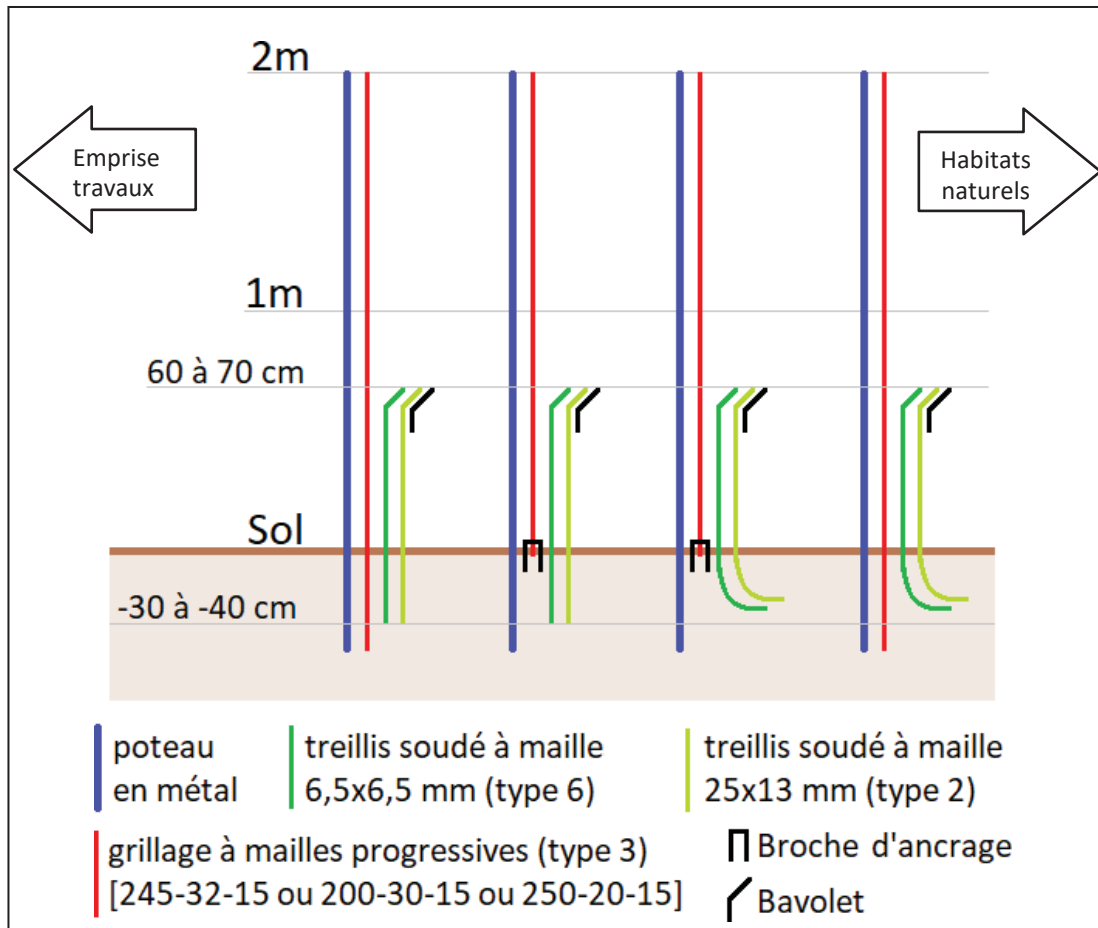 2m
Emprise
travaux
Habitats
naturels
1m
60 à 70 cm
Sol
-30 à -40 cm
poteau
en métal
treillis soudé à maille
6,5x6,5 mm (type 6)
treillis soudé à maille
25x13 mm (type 2)
grillage à mailles progressives (type 3)
[245-32-15 ou 200-30-15 ou 250-20-15]
Broche d'ancrage
Bavolet